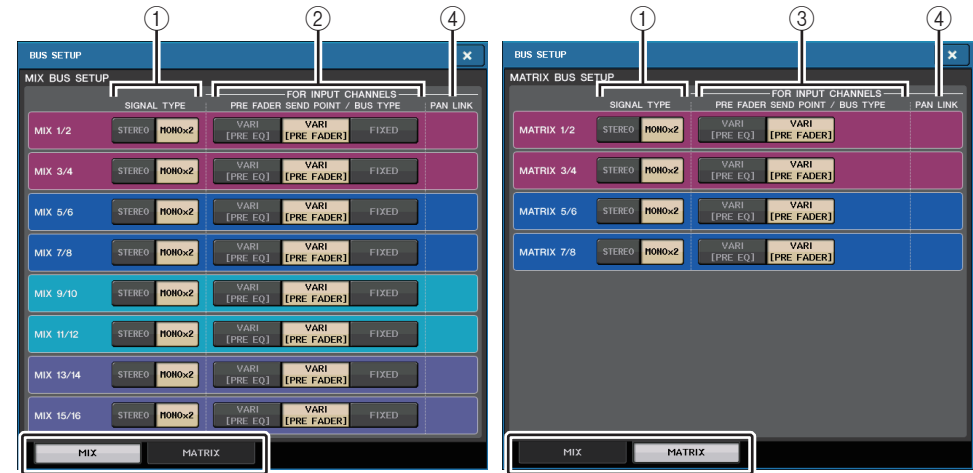 ① ② ④
BUS SETUP ×
MIX BUS SETUP
FOR INPUT CHANNELS
SIGNAL TYPE PRE FADER SEND POINT / BUS TYPE PAN LINK
MIX 1/2 STEREO MONO×2 VARI [PRE EQ] VARI [PRE FADER] FIXED
MIX 3/4 STEREO MONO×2 VARI [PRE EQ] VARI [PRE FADER] FIXED
MIX 5/6 STEREO MONO×2 VARI [PRE EQ] VARI [PRE FADER] FIXED
MIX 7/8 STEREO MONO×2 VARI [PRE EQ] VARI [PRE FADER] FIXED
MIX 9/10 STEREO MONO×2 VARI [PRE EQ] VARI [PRE FADER] FIXED
MIX 11/12 STEREO MONO×2 VARI [PRE EQ] VARI [PRE FADER] FIXED
MIX 13/14 STEREO MONO×2 VARI [PRE EQ] VARI [PRE FADER] FIXED
MIX 15/16 STEREO MONO×2 VARI [PRE EQ] VARI [PRE FADER] FIXED
MIX MATRIX
① ③ ④
BUS SETUP ×
MATRIX BUS SETUP
FOR INPUT CHANNELS
SIGNAL TYPE PRE FADER SEND POINT / BUS TYPE PAN LINK
MATRIX 1/2 STEREO MONO×2 VARI [PRE EQ] VARI [PRE FADER]
MATRIX 3/4 STEREO MONO×2 VARI [PRE EQ] VARI [PRE FADER]
MATRIX 5/6 STEREO MONO×2 VARI [PRE EQ] VARI [PRE FADER]
MATRIX 7/8 STEREO MONO×2 VARI [PRE EQ] VARI [PRE FADER]
MIX MATRIX